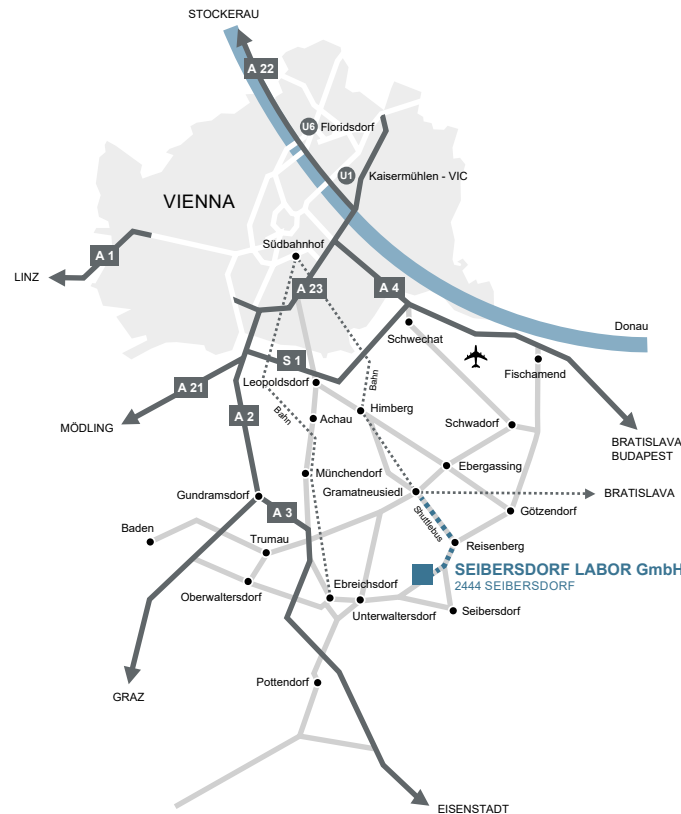 STOCKERAU
A 22
U6 Floridsdorf
U1
Kaisermühlen - VIC
VIENNA
Südbahnhof
A 1
LINZ
A 23
A 4
Donau
Schwechat
S 1
Fischamend
Leopoldsdorf
Bahn
A 21
Bahn
Himberg
A 2
Achau
Schwadorf
MÖDLING
BRATISLAVA
BUDAPEST
Ebergassing
Münchendorf
Gramatneusiedl
BRATISLAVA
Gundramsdorf
A 3
Shuttlebus
Götzendorf
Baden
Trumau
Reisenberg
SEIBERSDORF LABOR GmbH
2444 SEIBERSDORF
Oberwaltersdorf
Ebreichsdorf
Unterwaltersdorf
Seibersdorf
Pottendorf
GRAZ
EISENSTADT